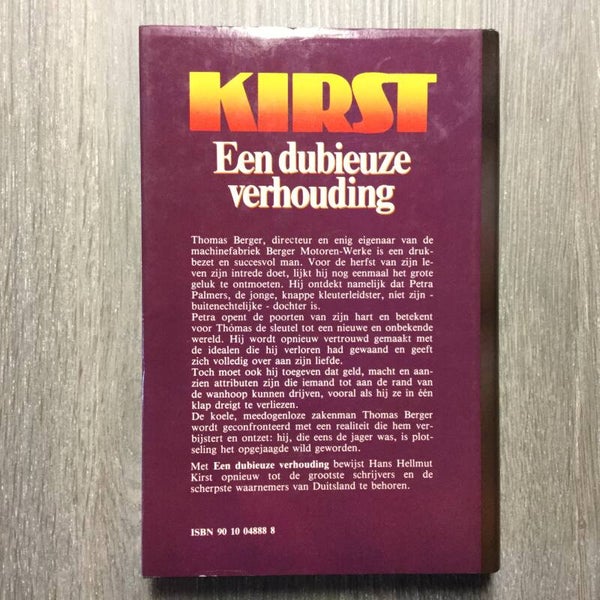 KIRST
Een dubieuze
verhouding
Thomas Berger, directeur en enig eigenaar van de
machinefabriek Berger Motoren-Werke is een druk-
bezet en succesvol man. Voor de herfst van zijn le-
ven zijn intrede doet, lijkt hij nog eenmaal het grote
geluk te ontmoeten. Hij ontdekt namelijk dat Petra
Palmers, de jonge, knappe kleuterleidster, niet zijn -
buitenechtelijke - dochter is.
Petra opent de poorten van zijn hart en betekent
voor Thomas de sleutel tot een nieuwe en onbekende
wereld. Hij wordt opnieuw vertrouwd gemaakt met
de idealen die hij verloren had gewaand en geeft
zich volledig over aan zijn liefde.
Toch moet ook hij toegeven dat geld, macht en aan-
zien attributen zijn die iemand tot aan de rand van
de wanhoop kunnen drijven, vooral als hij ze in één
klap dreigt te verliezen.
De koele, meedogenloze zakenman Thomas Berger
wordt geconfronteerd met een realiteit die hem ver-
bijstert en ontzet: hij, die eens de jager was, is plot-
seling het opgejaagde wild geworden.
Met Een dubieuze verhouding bewijst Hans Hellmut
Kirst opnieuw tot de grootste schrijvers en de
scherpste waarnemers van Duitsland te behoren.
ISBN 90 10 04888 8